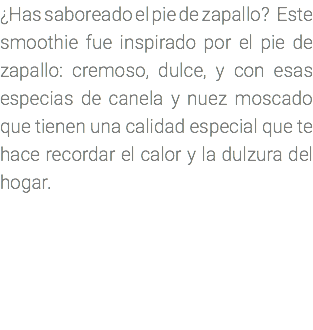 ¿Has saboreado el pie de zapallo? Este
smoothie fue inspirado por el pie de
zapallo: cremoso, dulce, y con esas
especias de canela y nuez moscado
que tienen una calidad especial que te
hace recordar el calor y la dulzura del
hogar.